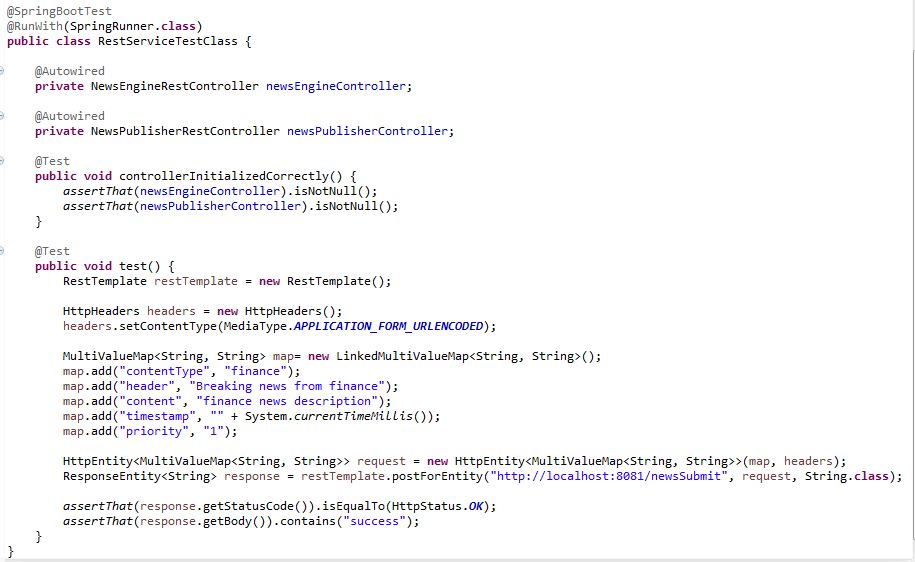 @SpringBootTest
@RunWith(SpringRunner.class)
public class RestServiceTestClass {
@Autowired
private NewsEngineRestController newsEngineController;
@Autowired
private NewsPublisherRestController newsPublisherController;
@Test
public void controllerInitializedCorrectly() {
assertThat(newsEngineController).isNotNull();
assertThat(newsPublisherController).isNotNull();
}
@Test
public void test() {
RestTemplate restTemplate = new RestTemplate();
HttpHeaders headers = new HttpHeaders();
headers.setContentType(MediaType.APPLICATION_FORM_URLENCODED);
MultiValueMap<String, String> map= new LinkedMultiValueMap<String, String>();
map.add("contentType", "finance");
map.add("header", "Breaking news from finance");
map.add("content", "finance news description");
map.add("timestamp", "" + System.currentTimeMillis());
map.add("priority", "1");
HttpEntity<MultiValueMap<String, String>> request = new HttpEntity<MultiValueMap<String, String>>(map, headers);
ResponseEntity<String> response = restTemplate.postForEntity("http://localhost:8081/newsSubmit", request, String.class);
assertThat(response.getStatusCode()).isEqualTo(HttpStatus.OK);
assertThat(response.getBody()).contains("success");
}
}